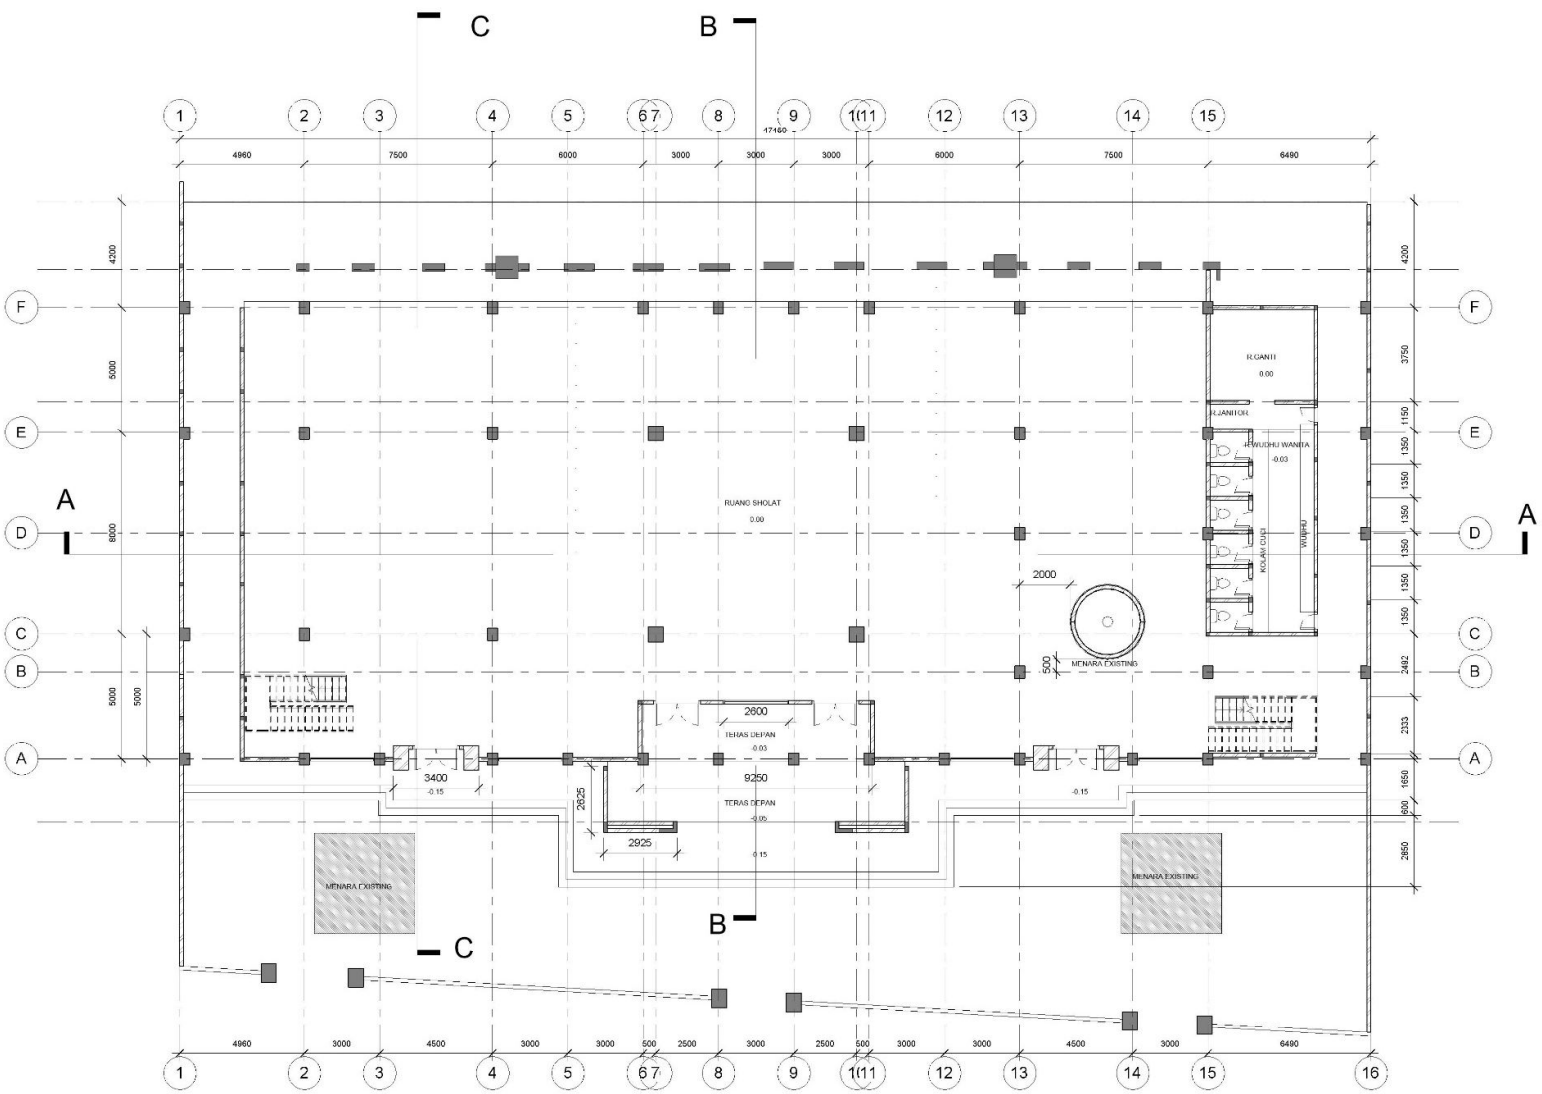 C B
1 2 3 4 5 6 7 8 9 10 11 12 13 14 15
47460
4960 7500 6000 3000 3000 3000 6000 7500 6490
4200 4200
F F
5000 3750
R.GANTI
0.00
R.JANITOR 1150
E E
R.WUDHU WANITA
-0.03
1350
1350
A RUANG SHOLAT A
0.00
1350
D 8000 KOLAM CUCI WUDHU D
1350
2000 1350
1350
C C
500 MENARA EXISTING 2492
B B
5000 5000
2600 2333
TERAS DEPAN
-0.03
A A
3400 9250
-0.15 -0.15 1650
2625 TERAS DEPAN 600
-0.05
2925 -0.15 2850
MENARA EXISTING MENARA EXISTING
B
C
4960 3000 4500 3000 3000 500 2500 3000 2500 500 3000 3000 4500 3000 6490
1 2 3 4 5 6 7 8 9 10 11 12 13 14 15 16